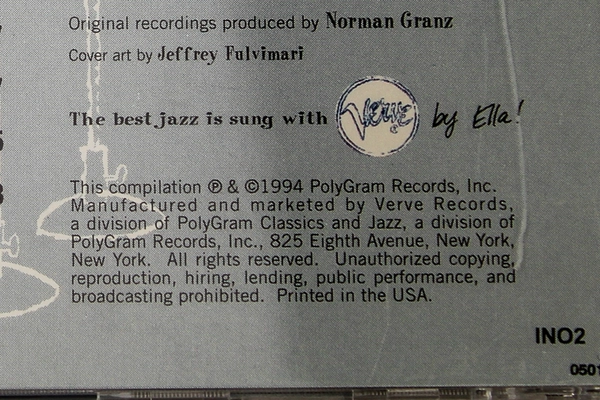 Original recordings produced by Norman Granz
Cover art by Jeffrey Fulvimari
The best jazz is sung with Verve by Ella!
This compilation ℗ & ©1994 PolyGram Records, Inc.
Manufactured and marketed by Verve Records,
a division of PolyGram Classics and Jazz, a division of
PolyGram Records, Inc., 825 Eighth Avenue, New York,
New York. All rights reserved. Unauthorized copying,
reproduction, hiring, lending, public performance, and
broadcasting prohibited. Printed in the USA.
INO2
0501